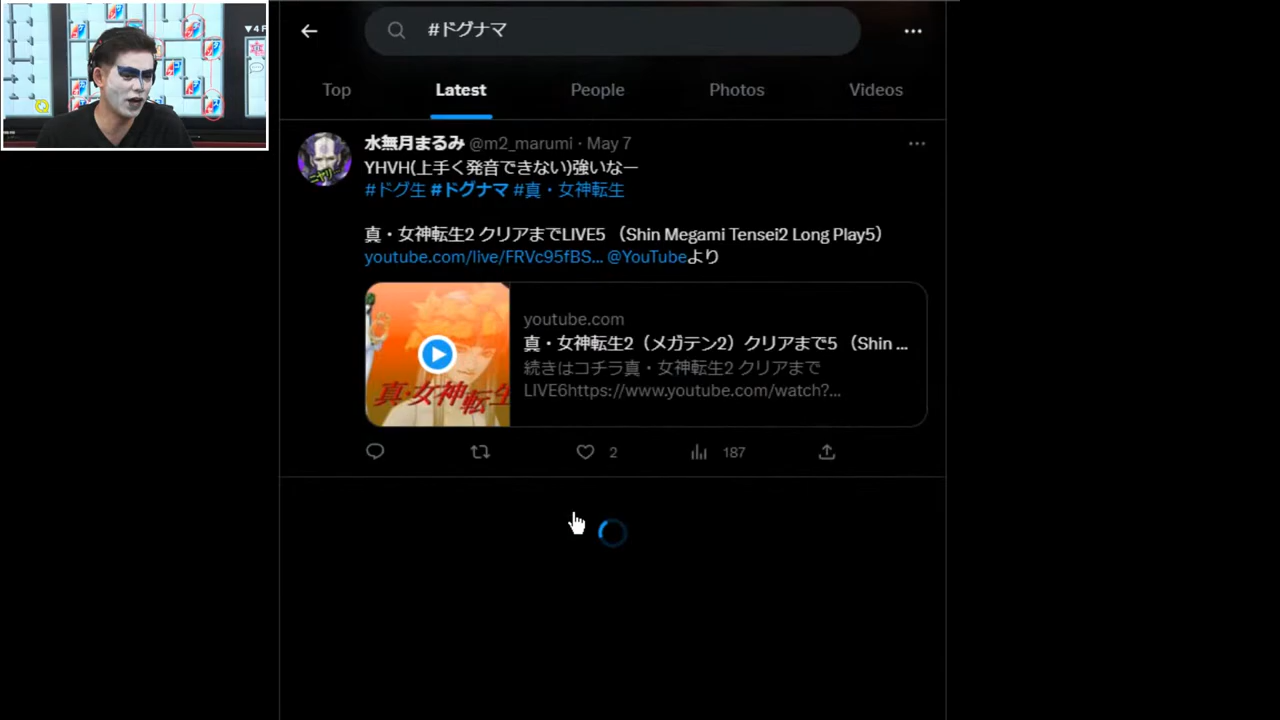 #ドグナマ
Top Latest People Photos Videos
水無月まるみ @m2_marumi · May 7
YHVH(上手く発音できない)強いなー
#ドグ生 #ドグナマ #真・女神転生
真・女神転生2 クリアまでLIVE5 （Shin Megami Tensei2 Long Play5）
youtube.com/live/FRVc95fBS... @YouTubeより
youtube.com
真・女神転生2（メガテン2）クリアまで5 （Shin ...
続きはコチラ真・女神転生2 クリアまで
LIVE6https://www.youtube.com/watch?...
真・女神転生
2 187
▼4F